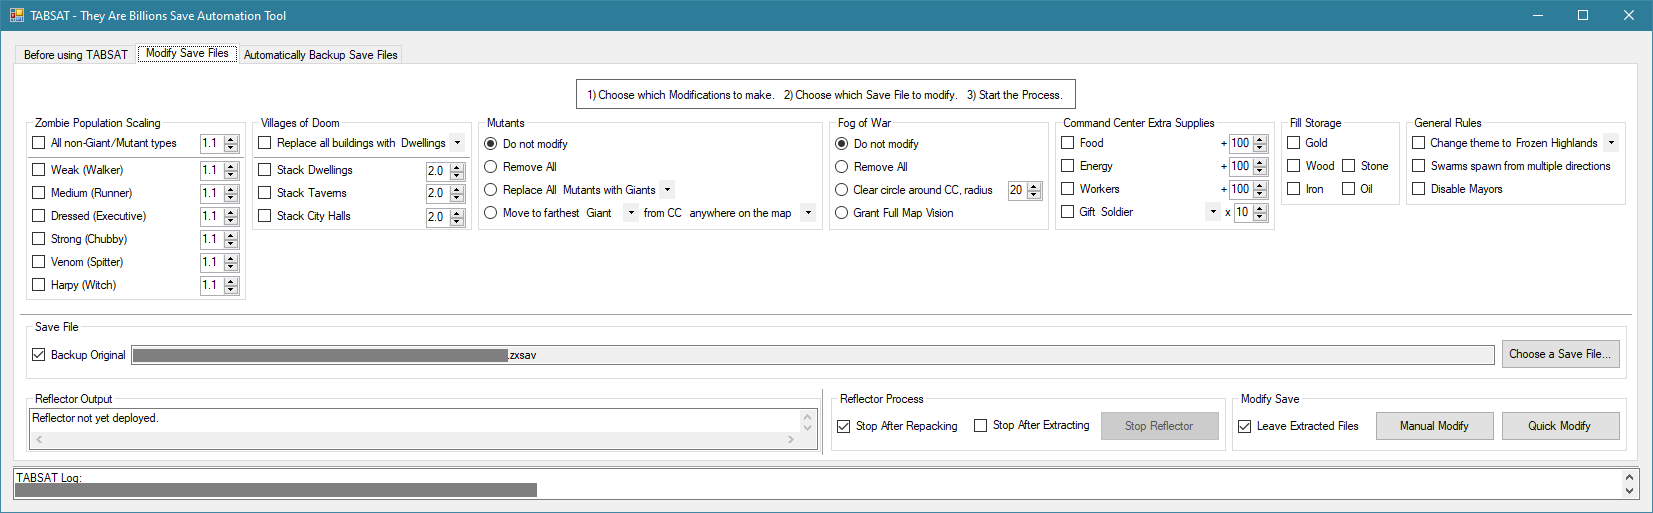 TABSAT - They Are Billions Save Automation Tool
Before using TABSAT
Modify Save Files
Automatically Backup Save Files
1) Choose which Modifications to make. 2) Choose which Save File to modify. 3) Start the Process.
Zombie Population Scaling
All non-Giant/Mutant types 1.1
Weak (Walker) 1.1
Medium (Runner) 1.1
Dressed (Executive) 1.1
Strong (Chubby) 1.1
Venom (Spitter) 1.1
Harpy (Witch) 1.1
Villages of Doom
Replace all buildings with Dwellings
Stack Dwellings 2.0
Stack Taverns 2.0
Stack City Halls 2.0
Mutants
Do not modify
Remove All
Replace All Mutants with Giants
Move to farthest Giant from CC anywhere on the map
Fog of War
Do not modify
Remove All
Clear circle around CC, radius 20
Grant Full Map Vision
Command Center Extra Supplies
Food + 100
Energy + 100
Workers + 100
Gift Soldier x 10
Fill Storage
Gold
Wood Stone
Iron Oil
General Rules
Change theme to Frozen Highlands
Swarms spawn from multiple directions
Disable Mayors
Save File
Backup Original .zxsav Choose a Save File...
Reflector Output
Reflector not yet deployed.
Reflector Process
Stop After Repacking Stop After Extracting Stop Reflector
Modify Save
Leave Extracted Files Manual Modify Quick Modify
TABSAT Log: